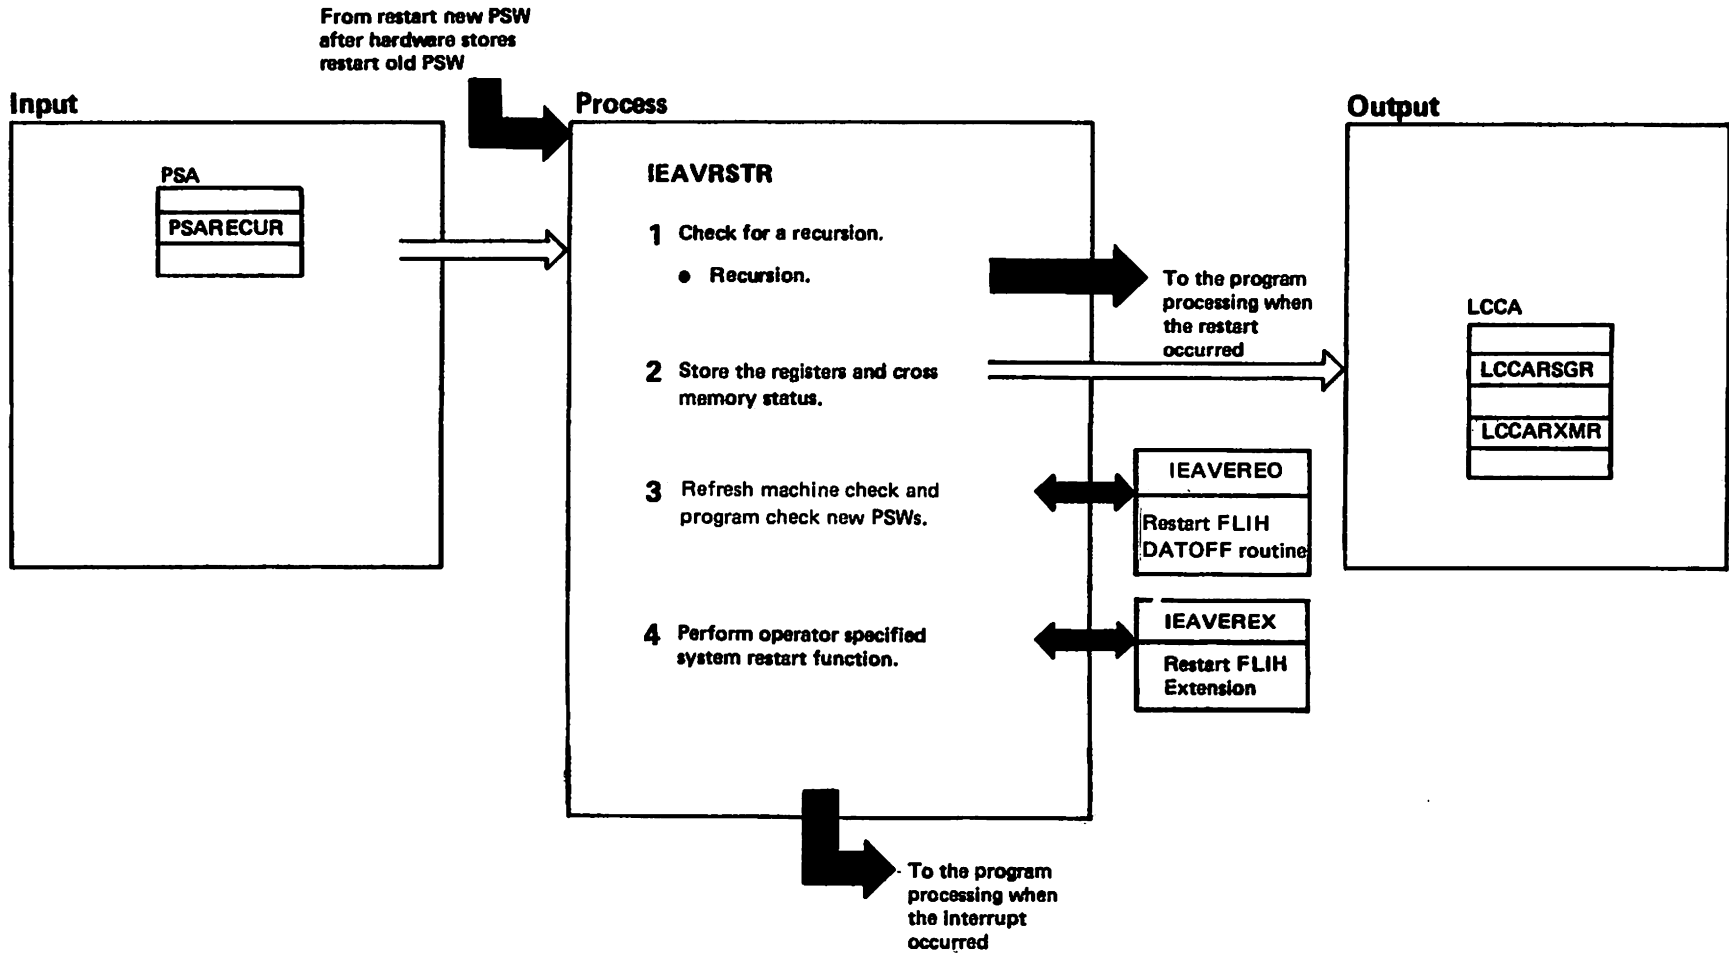 From restart new PSW
after hardware stores
restart old PSW
Input
Process
Output
PSA
PSARECUR
IEAVRSTR
1 Check for a recursion.
• Recursion.
To the program
processing when
the restart
occurred
LCCA
LCCARSGR
LCCARXMR
2 Store the registers and cross
memory status.
3 Refresh machine check and
program check new PSWs.
IEAVEREO
Restart FLIH
DATOFF routine
4 Perform operator specified
system restart function.
IEAVEREX
Restart FLIH
Extension
To the program
processing when
the interrupt
occurred